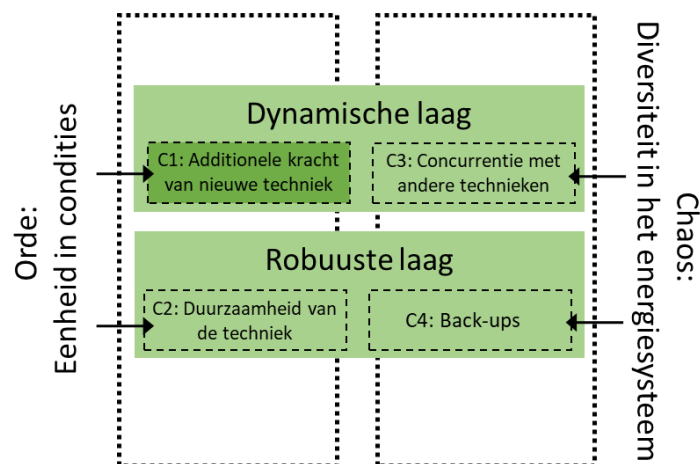 Orde:
Eenheid in condities
Dynamische laag
C1: Additionele kracht
van nieuwe techniek
C3: Concurrentie met
andere technieken
Robuuste laag
C2: Duurzaamheid van
de techniek
C4: Back-ups
Chaos:
Diversiteit in het energiesysteem